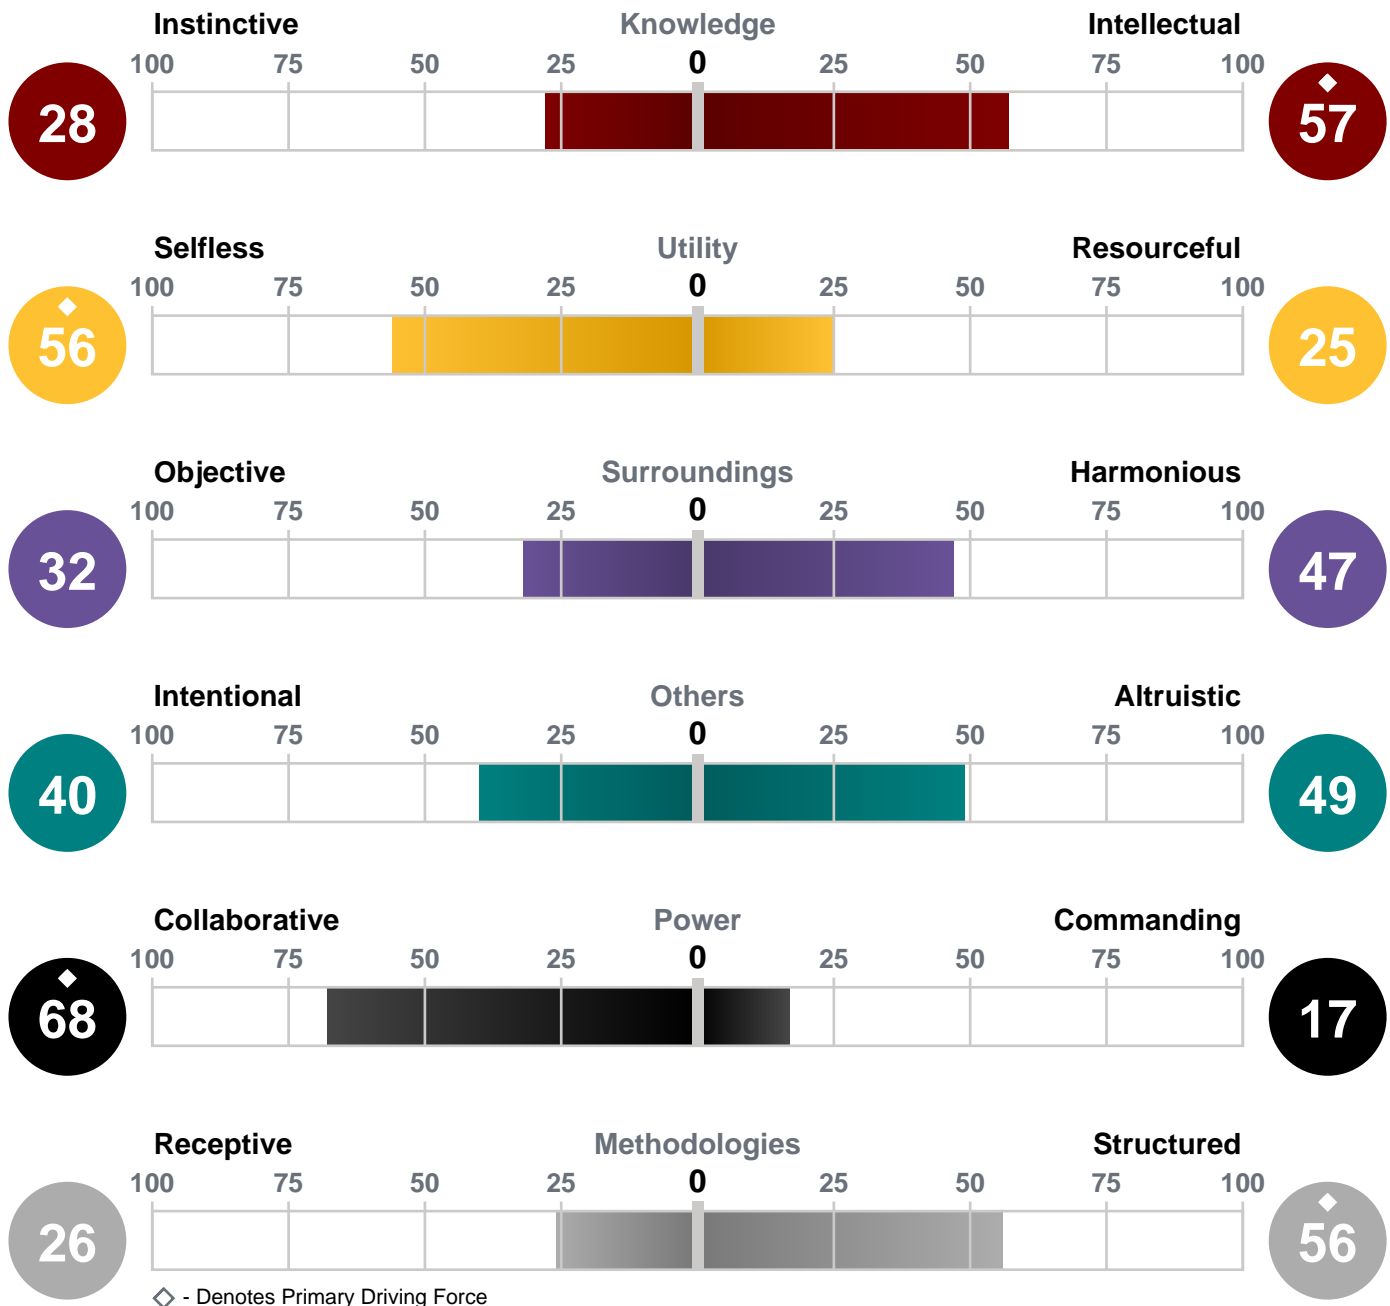 Instinctive Knowledge Intellectual
100 75 50 25 0 25 50 75 100
28 57
Selfless Utility Resourceful
100 75 50 25 0 25 50 75 100
56 25
Objective Surroundings Harmonious
100 75 50 25 0 25 50 75 100
32 47
Intentional Others Altruistic
100 75 50 25 0 25 50 75 100
40 49
Collaborative Power Commanding
100 75 50 25 0 25 50 75 100
68 17
Receptive Methodologies Structured
100 75 50 25 0 25 50 75 100
26 56
- Denotes Primary Driving Force